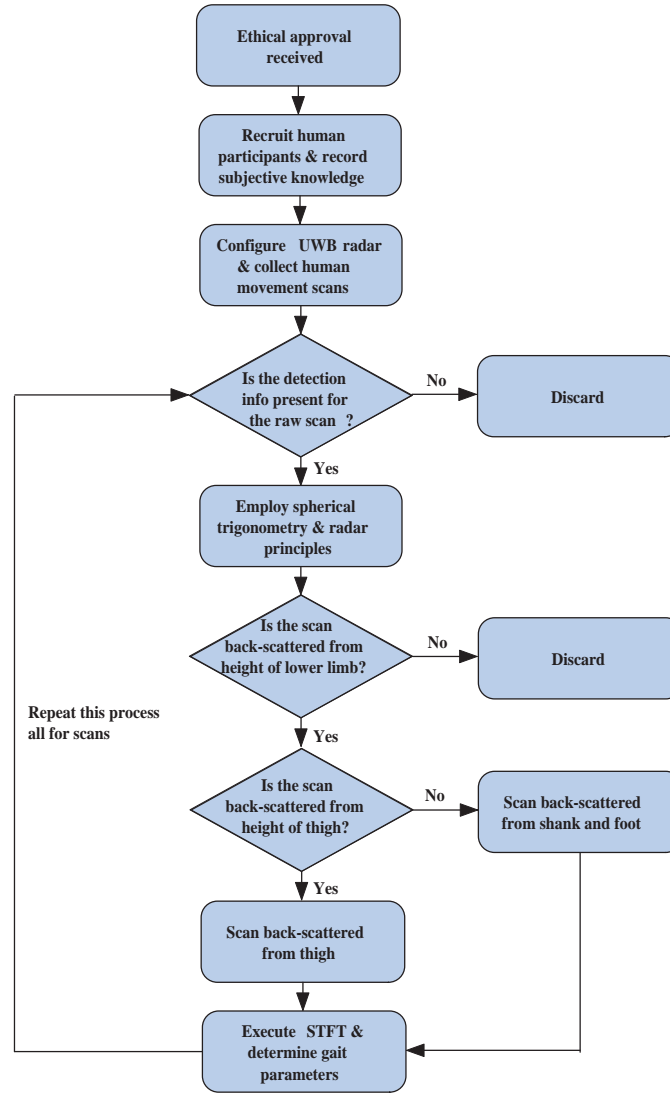 Ethical approval
received
Recruit human
participants & record
subjective knowledge
Configure UWB radar
& collect human
movement scans
Is the detection
info present for
the raw scan ?
No
Discard
Yes
Employ spherical
trigonometry & radar
principles
Is the scan
back-scattered from
height of lower limb?
No
Discard
Repeat this process
all for scans
Yes
Is the scan
back-scattered from
height of thigh?
No
Scan back-scattered
from shank and foot
Yes
Scan back-scattered
from thigh
Execute STFT &
determine gait
parameters